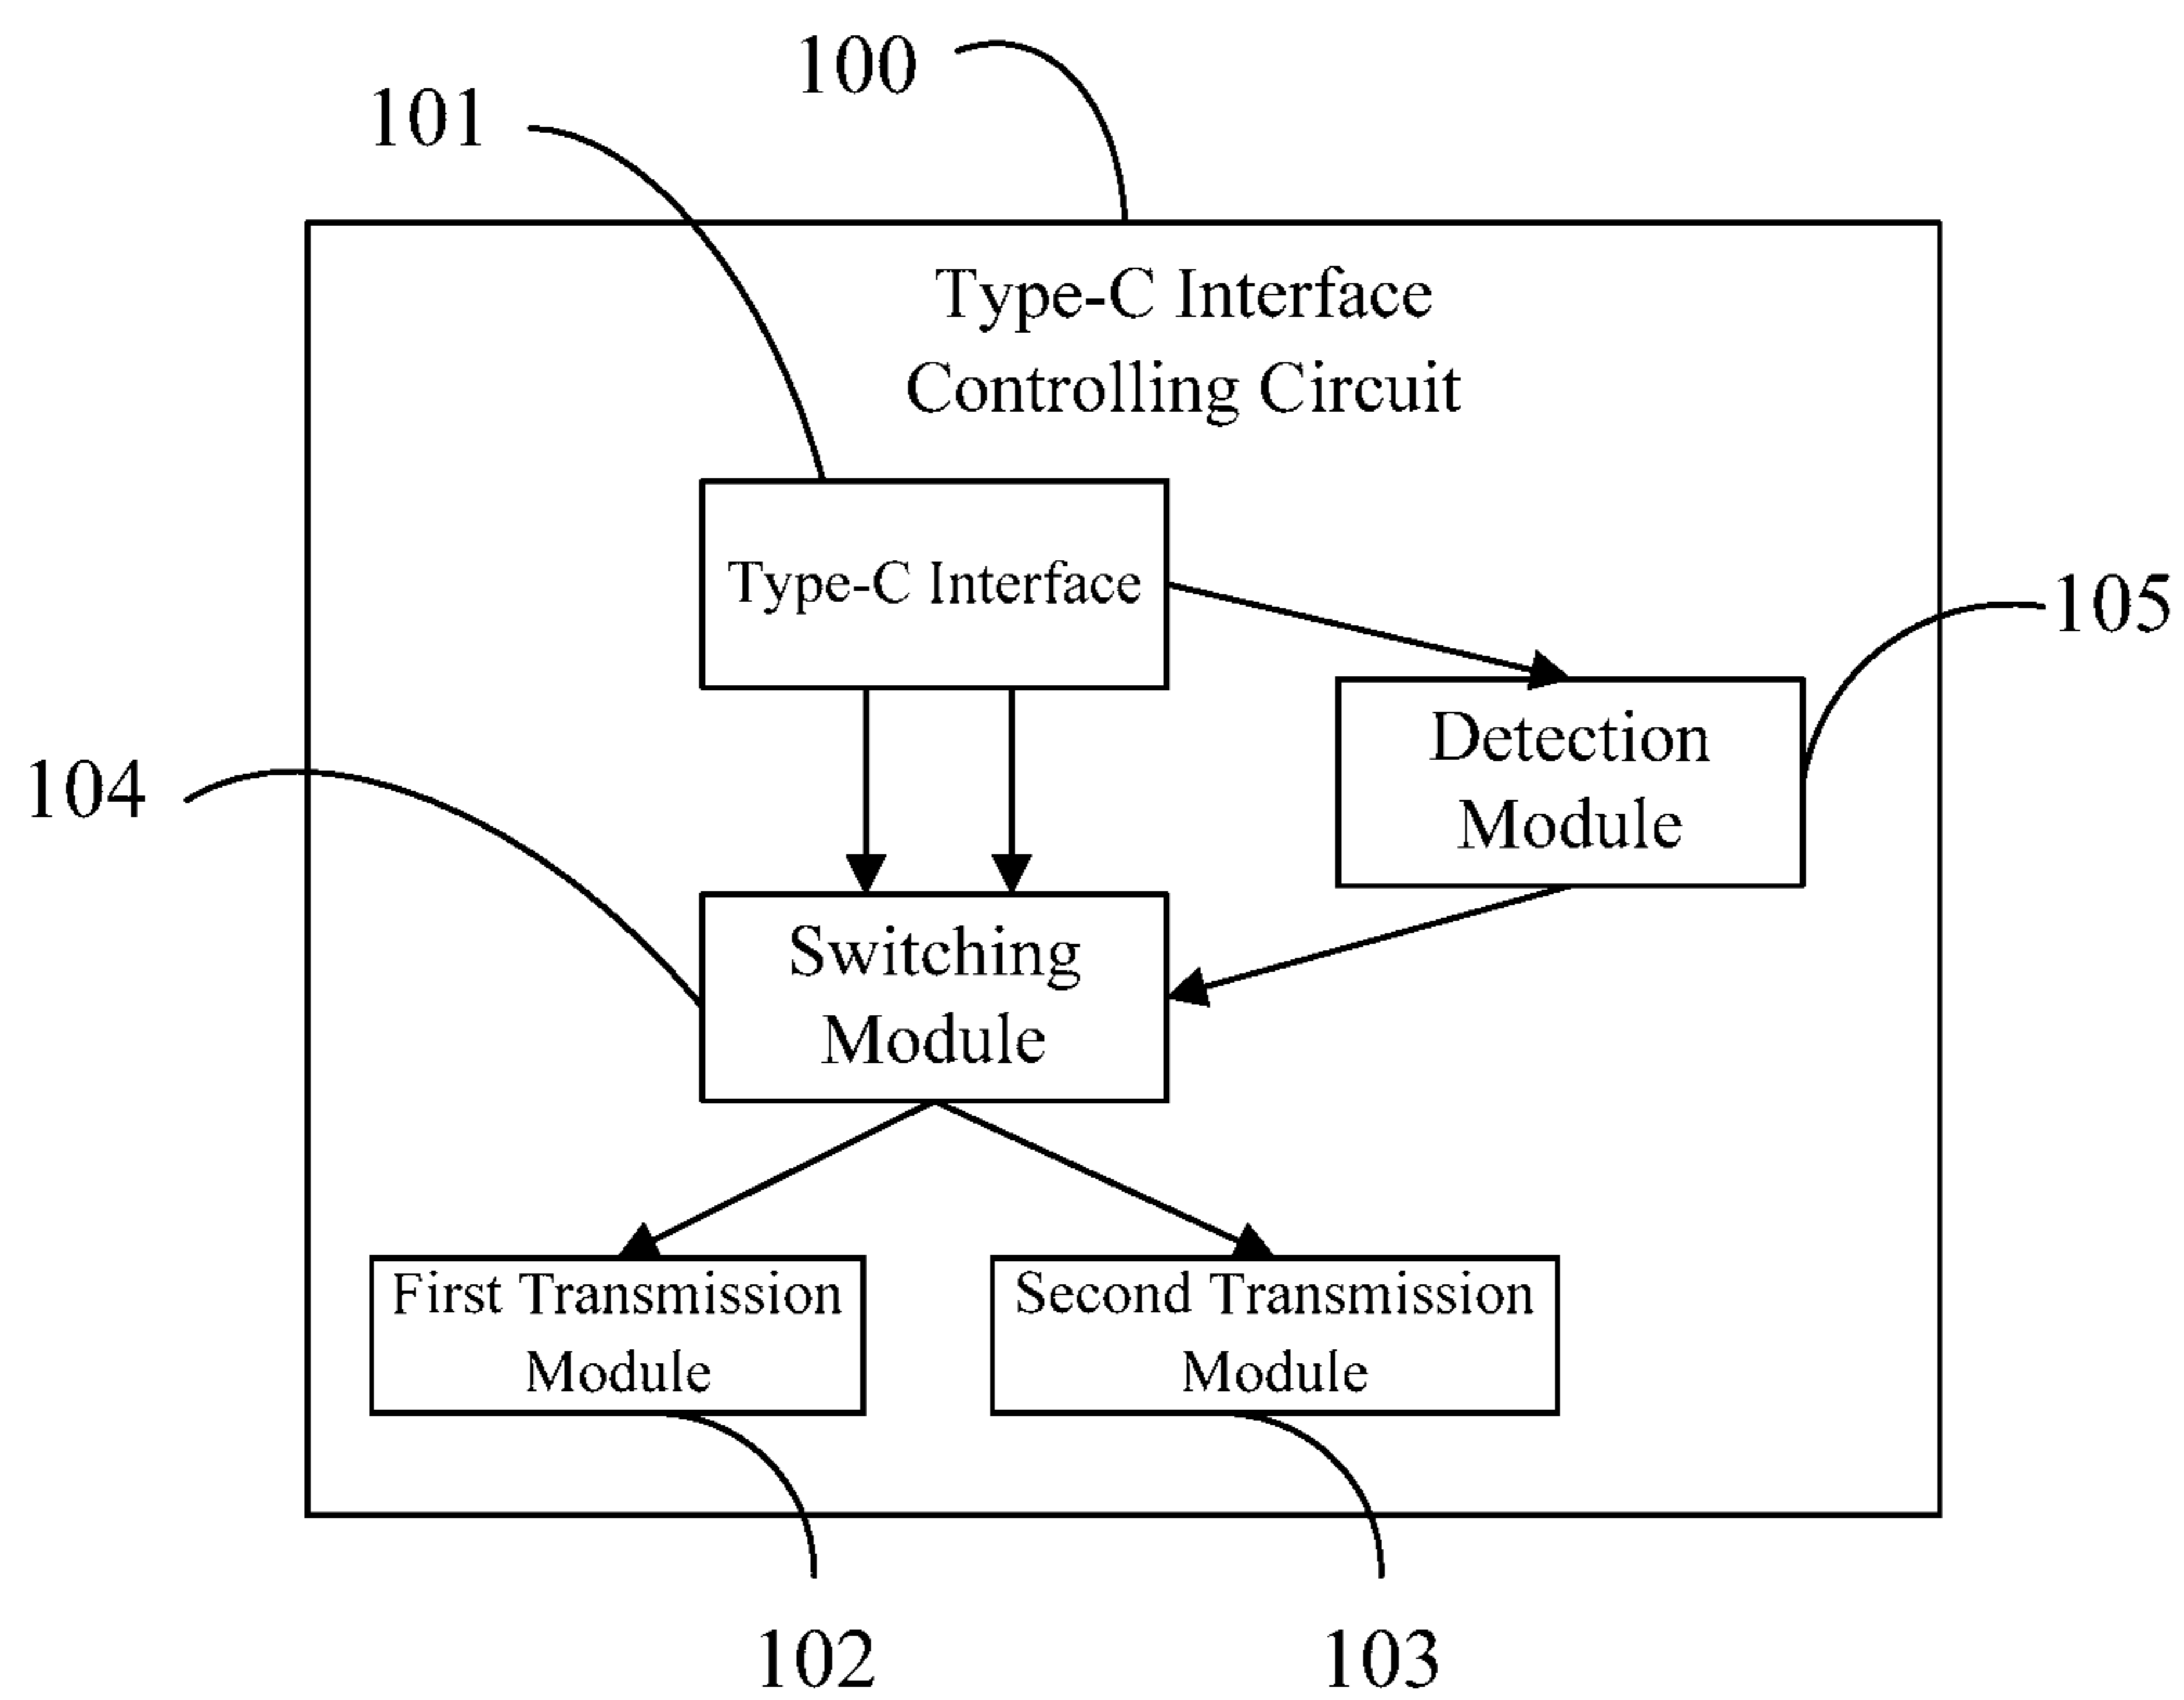 100
101
Type-C Interface
Controlling Circuit
Type-C Interface
105
Detection
Module
104
Switching
Module
First Transmission
Module
Second Transmission
Module
102
103